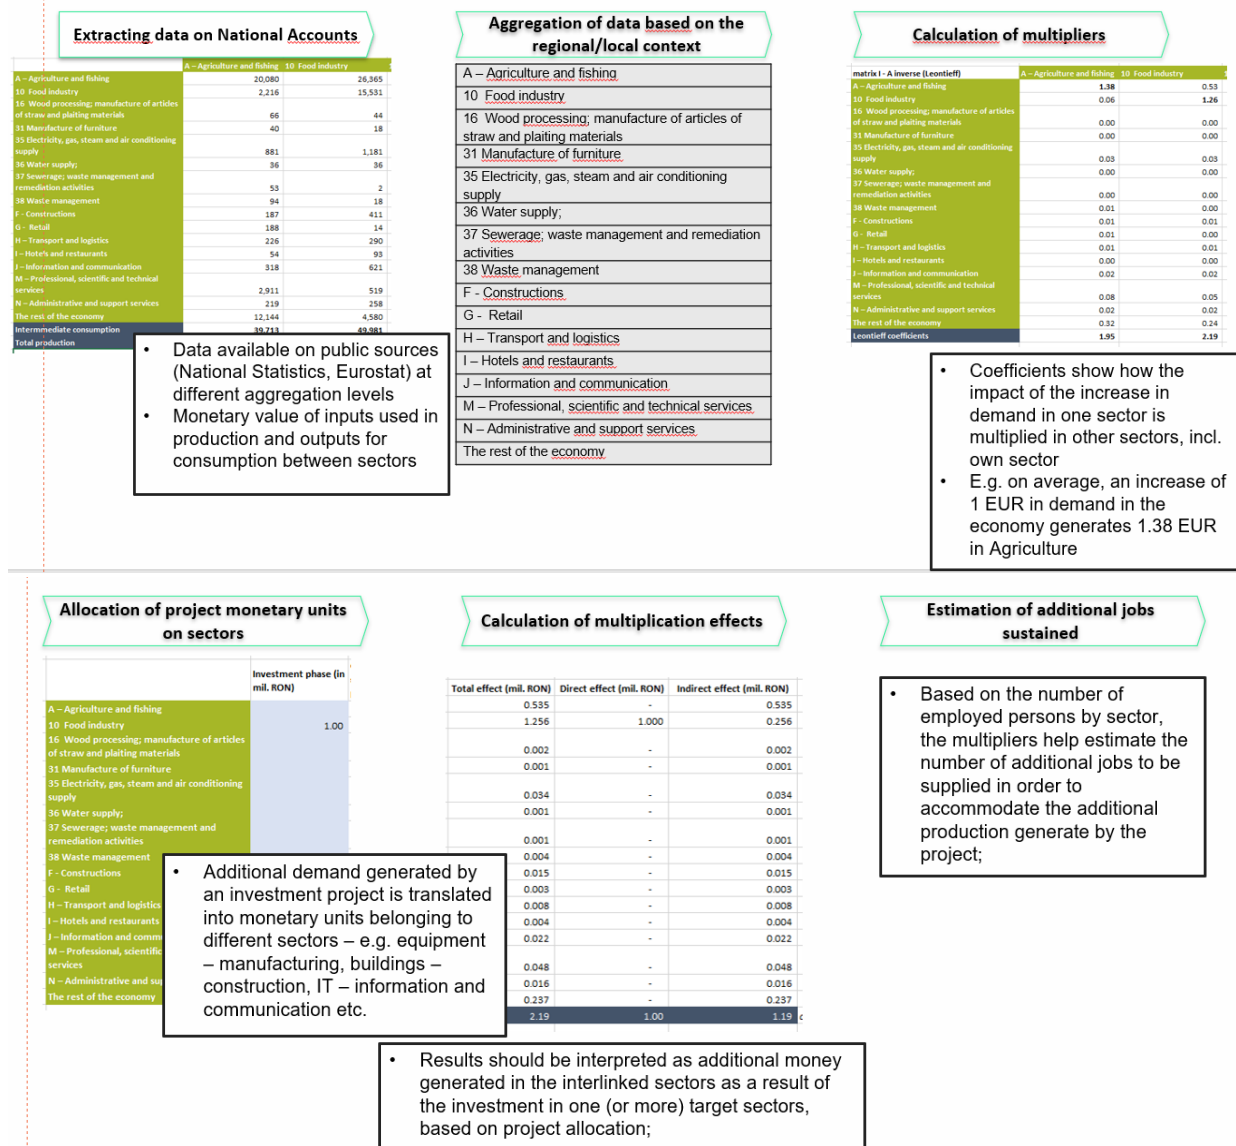 Extracting data on National Accounts
A – Agriculture and fishing 10 Food industry 1
A – Agriculture and fishing 20,080 26,365
10 Food industry 2,216 15,531
16 Wood processing; manufacture of articles
of straw and plaiting materials 66 44
31 Manufacture of furniture 40 18
35 Electricity, gas, steam and air conditioning
supply 881 1,181
36 Water supply; 36 36
37 Sewerage; waste management and
remediation activities 53 2
38 Waste management 94 18
F - Constructions 187 411
G - Retail 188 14
H – Transport and logistics 226 290
I – Hotels and restaurants 54 93
J – Information and communication 318 621
M – Professional, scientific and technical
services 2,911 519
N – Administrative and support services 219 258
The rest of the economy 12,144 4,580
Intermediate consumption 39,713 49,981
Total production
• Data available on public sources
(National Statistics, Eurostat) at
different aggregation levels
• Monetary value of inputs used in
production and outputs for
consumption between sectors
Aggregation of data based on the
regional/local context
A – Agriculture and fishing
10 Food industry
16 Wood processing; manufacture of articles of
straw and plaiting materials
31 Manufacture of furniture
35 Electricity, gas, steam and air conditioning
supply
36 Water supply;
37 Sewerage; waste management and remediation
activities
38 Waste management
F - Constructions
G - Retail
H – Transport and logistics
I – Hotels and restaurants
J – Information and communication
M – Professional, scientific and technical services
N – Administrative and support services
The rest of the economy
Calculation of multipliers
matrix I - A inverse (Leontieff) A – Agriculture and fishing 10 Food industry 1
A – Agriculture and fishing 1.38 0.53
10 Food industry 0.06 1.26
16 Wood processing; manufacture of articles
of straw and plaiting materials 0.00 0.00
31 Manufacture of furniture 0.00 0.00
35 Electricity, gas, steam and air conditioning
supply 0.03 0.03
36 Water supply; 0.00 0.00
37 Sewerage; waste management and
remediation activities 0.00 0.00
38 Waste management 0.01 0.00
F - Constructions 0.01 0.01
G - Retail 0.01 0.00
H – Transport and logistics 0.01 0.01
I – Hotels and restaurants 0.00 0.00
J – Information and communication 0.02 0.02
M – Professional, scientific and technical
services 0.08 0.05
N – Administrative and support services 0.02 0.02
The rest of the economy 0.32 0.24
Leontieff coefficients 1.95 2.19
• Coefficients show how the
impact of the increase in
demand in one sector is
multiplied in other sectors, incl.
own sector
• E.g. on average, an increase of
1 EUR in demand in the
economy generates 1.38 EUR
in Agriculture
Allocation of project monetary units
on sectors
Investment phase (in
mil. RON)
A – Agriculture and fishing
10 Food industry 1.00
16 Wood processing; manufacture of articles
of straw and plaiting materials
31 Manufacture of furniture
35 Electricity, gas, steam and air conditioning
supply
36 Water supply;
37 Sewerage; waste management and
remediation activities
38 Waste management
F - Constructions
G - Retail
H – Transport and logistics
I – Hotels and restaurants
J – Information and comm
M – Professional, scientific
services
N – Administrative and sup
The rest of the economy
• Additional demand generated by
an investment project is translated
into monetary units belonging to
different sectors – e.g. equipment
– manufacturing, buildings –
construction, IT – information and
communication etc.
Calculation of multiplication effects
Total effect (mil. RON) Direct effect (mil. RON) Indirect effect (mil. RON)
0.535 - 0.535
1.256 1.000 0.256
0.002 - 0.002
0.001 - 0.001
0.034 - 0.034
0.001 - 0.001
0.001 - 0.001
0.004 - 0.004
0.015 - 0.015
0.003 - 0.003
0.008 - 0.008
0.004 - 0.004
0.022 - 0.022
0.048 - 0.048
0.016 - 0.016
0.237 - 0.237
2.19 1.00 1.19
• Results should be interpreted as additional money
generated in the interlinked sectors as a result of
the investment in one (or more) target sectors,
based on project allocation;
Estimation of additional jobs
sustained
• Based on the number of
employed persons by sector,
the multipliers help estimate the
number of additional jobs to be
supplied in order to
accommodate the additional
production generate by the
project;